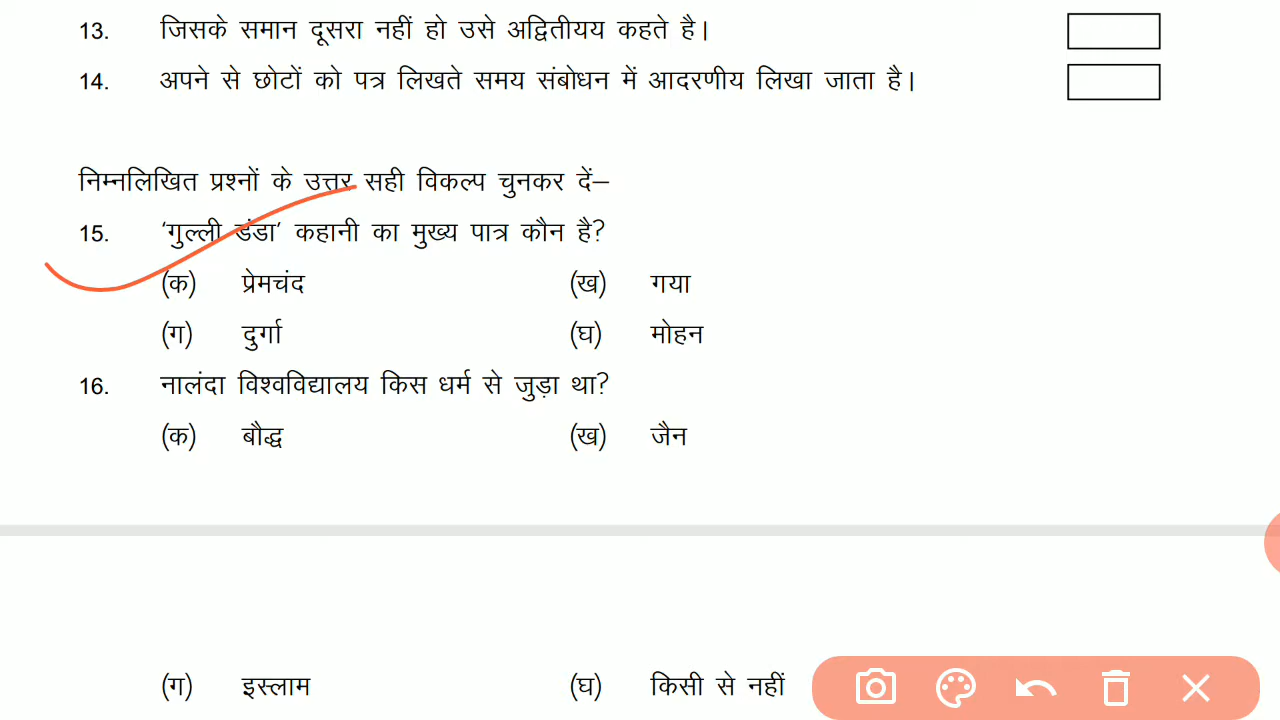 13. जिसके समान दूसरा नहीं हो उसे अद्वितीयय कहते है।
14. अपने से छोटों को पत्र लिखते समय संबोधन में आदरणीय लिखा जाता है।
निम्नलिखित प्रश्नों के उत्तर सही विकल्प चुनकर दें–
15. ‘गुल्ली डंडा’ कहानी का मुख्य पात्र कौन है?
(क) प्रेमचंद (ख) गया
(ग) दुर्गा (घ) मोहन
16. नालंदा विश्वविद्यालय किस धर्म से जुड़ा था?
(क) बौद्ध (ख) जैन
(ग) इस्लाम (घ) किसी से नहीं